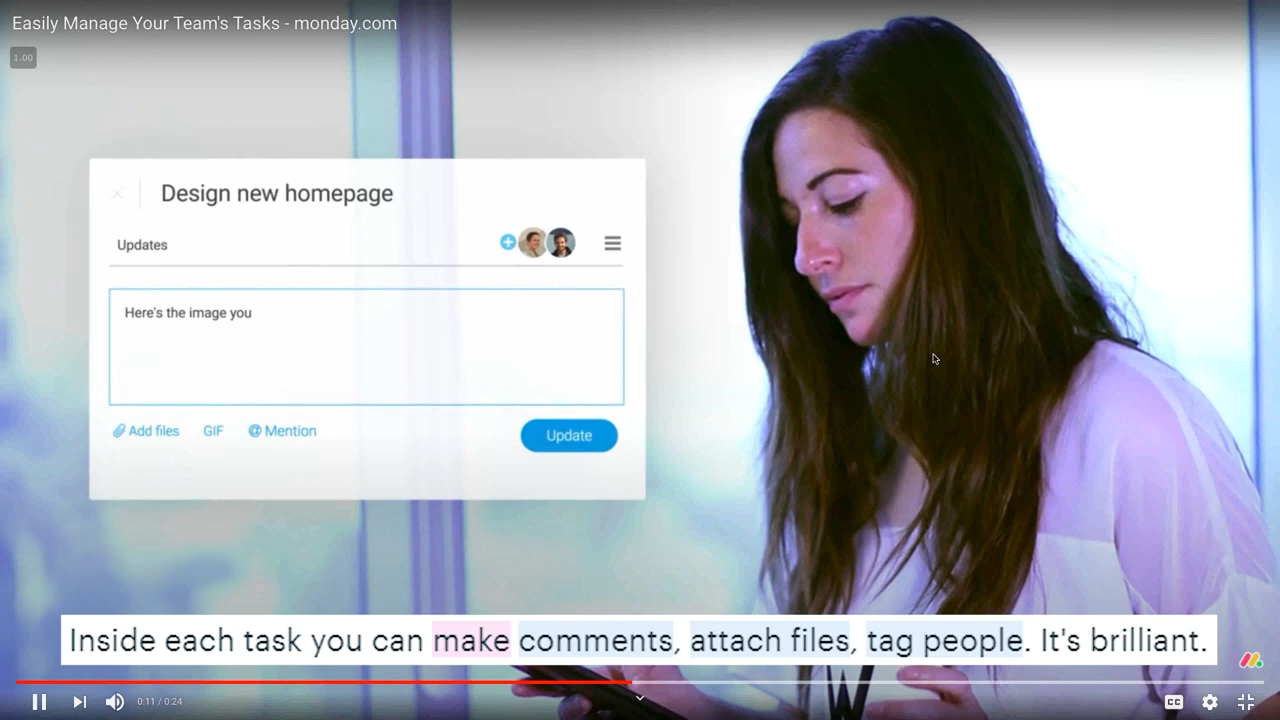 Easily Manage Your Team's Tasks - monday.com
1.00
Design new homepage
Updates
Here's the image you
Add files GIF @ Mention
Update
Inside each task you can make comments, attach files, tag people. It's brilliant.
0:11 / 0:24
CC